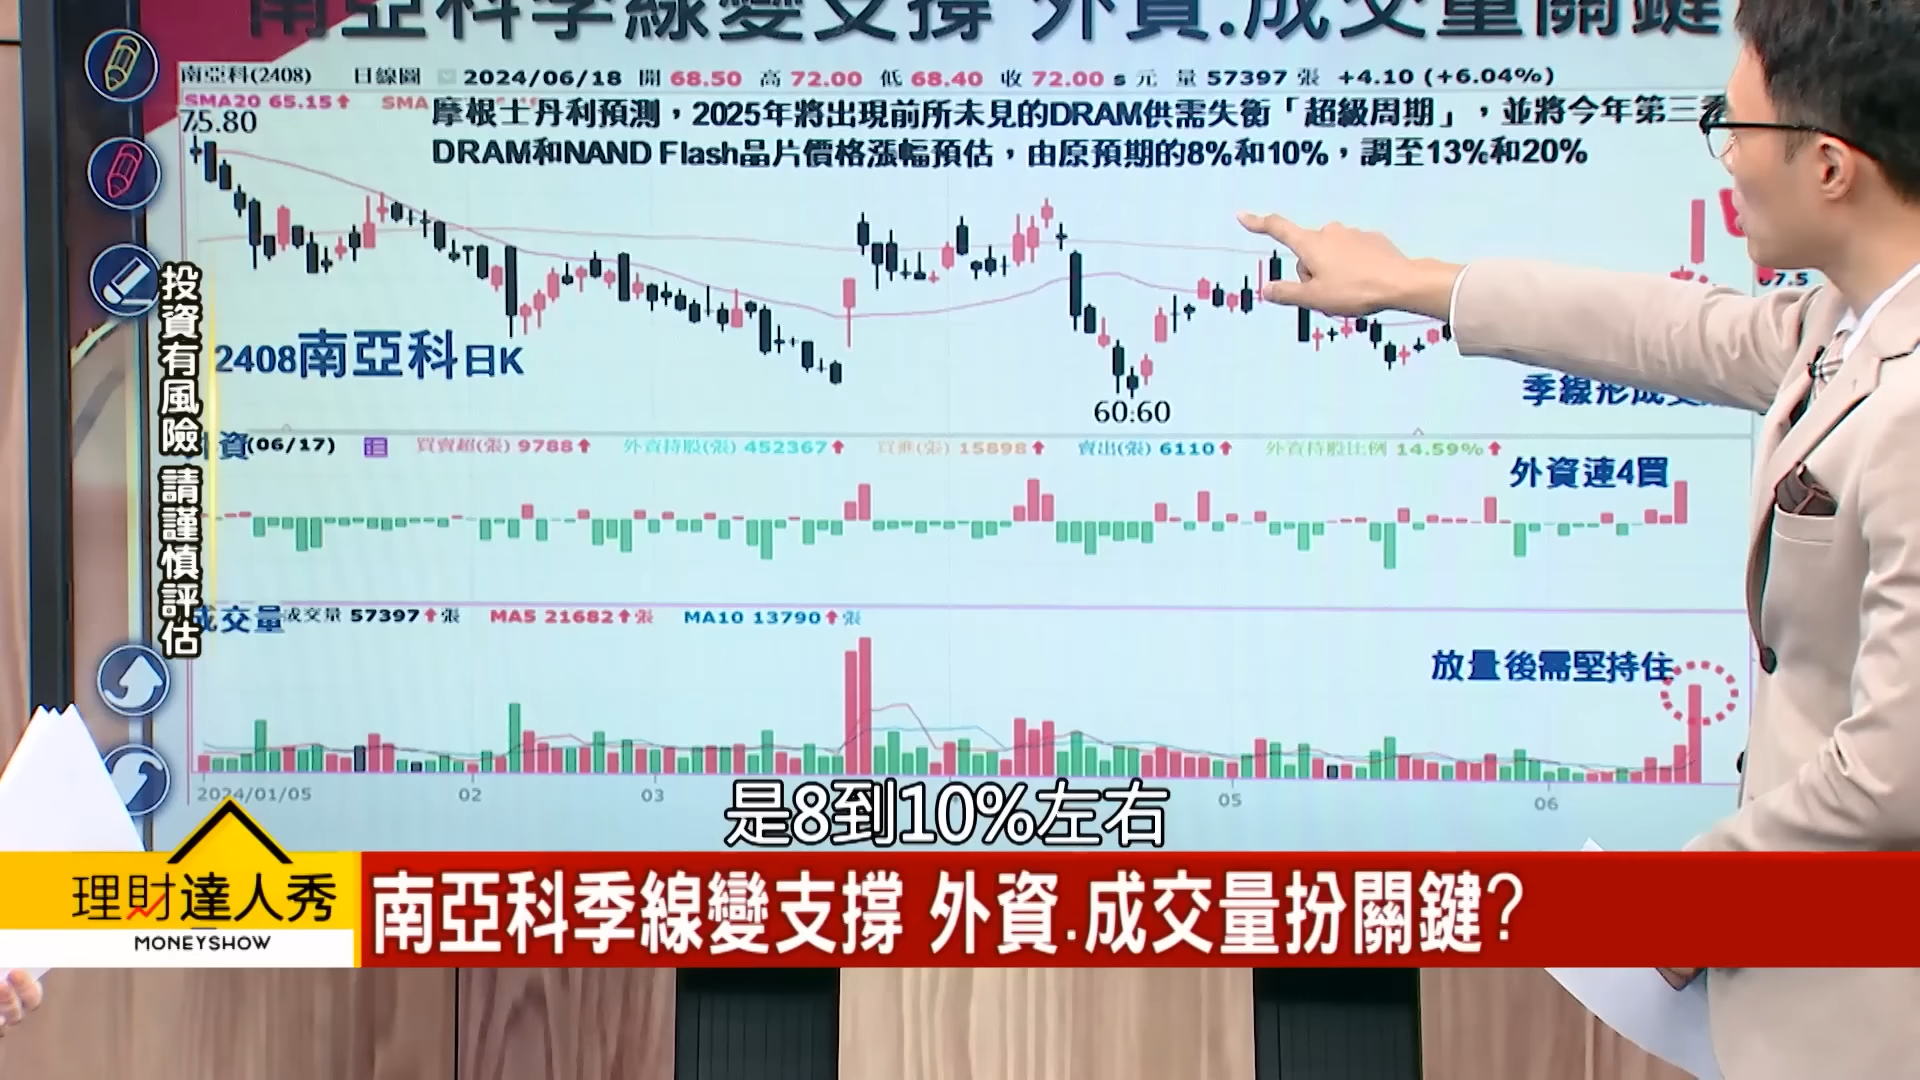 南亞科季線變支撐 外資.成交量關鍵
南亞科(2408) 日線圖 2024/06/18 開 68.50 高 72.00 低 68.40 收 72.00 s 元 量 57397 張 +4.10 (+6.04%)
SMA20 65.15↑ SMA
75.80
摩根士丹利預測，2025年將出現前所未見的DRAM供需失衡「超級周期」，並將今年第三季
DRAM和NAND Flash晶片價格漲幅預估，由原預期的8%和10%，調至13%和20%
67.5
2408南亞科日K
60.60
季線形成支
外資(06/17) 買賣超(張) 9788↑ 外資持股(張) 452367↑ 買進(張) 15898↑ 賣出(張) 6110↑ 外資持股比例 14.59%↑
外資連4買
成交量 成交量 57397↑張 MA5 21682↑張 MA10 13790↑張
放量後需堅持住
2024/01/05 02 03 05 06
投資有風險 請謹慎評估
是8到10%左右
理財達人秀
MONEYSHOW
南亞科季線變支撐 外資.成交量扮關鍵?